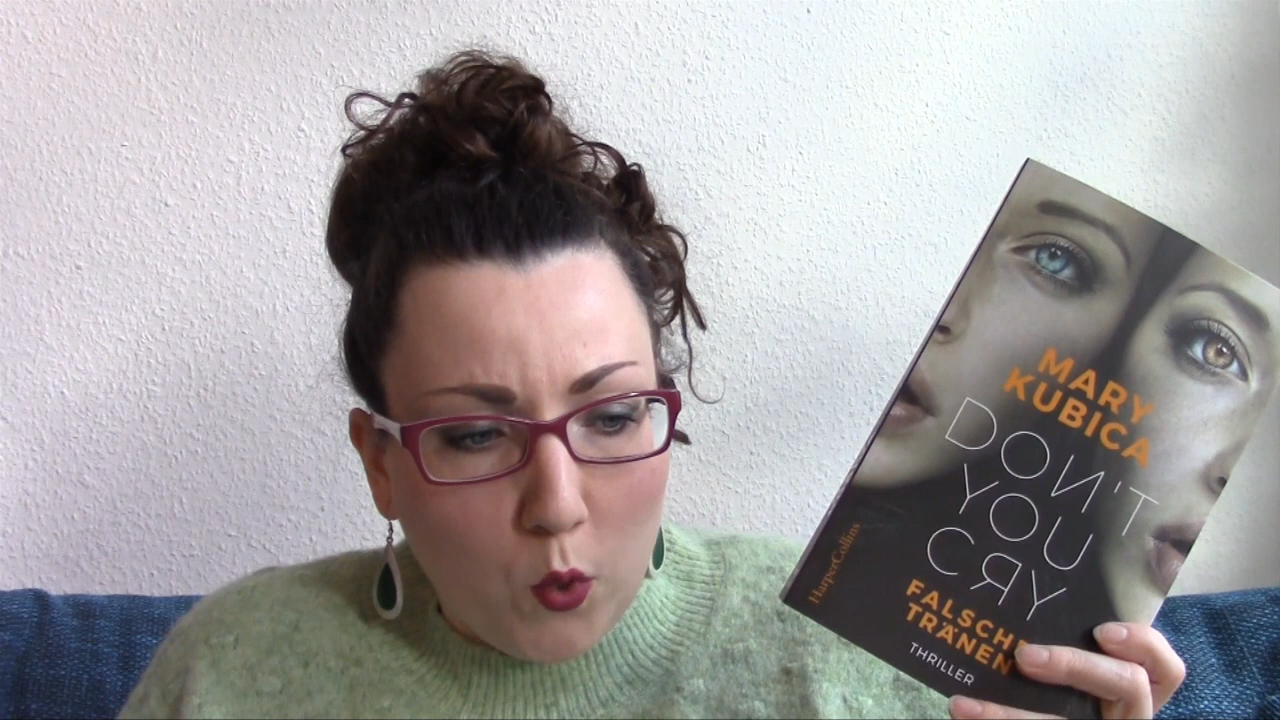 MARY
KUBICA
DON'T
YOU
CRY
FALSCHE
TRÄNEN
THRILLER
HarperCollins